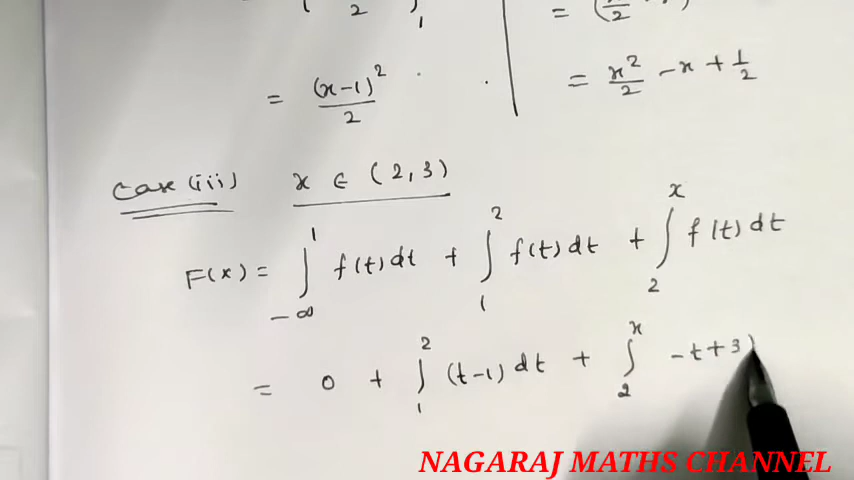 = (x-1)^2 / 2
= x^2/2 - x + 1/2
Case (iii) x ∈ (2, 3)
F(x) = ∫_{-∞}^{1} f(t) dt + ∫_{1}^{2} f(t) dt + ∫_{2}^{x} f(t) dt
= 0 + ∫_{1}^{2} (t-1) dt + ∫_{2}^{x} -t+3)
NAGARAJ MATHS CHANNEL